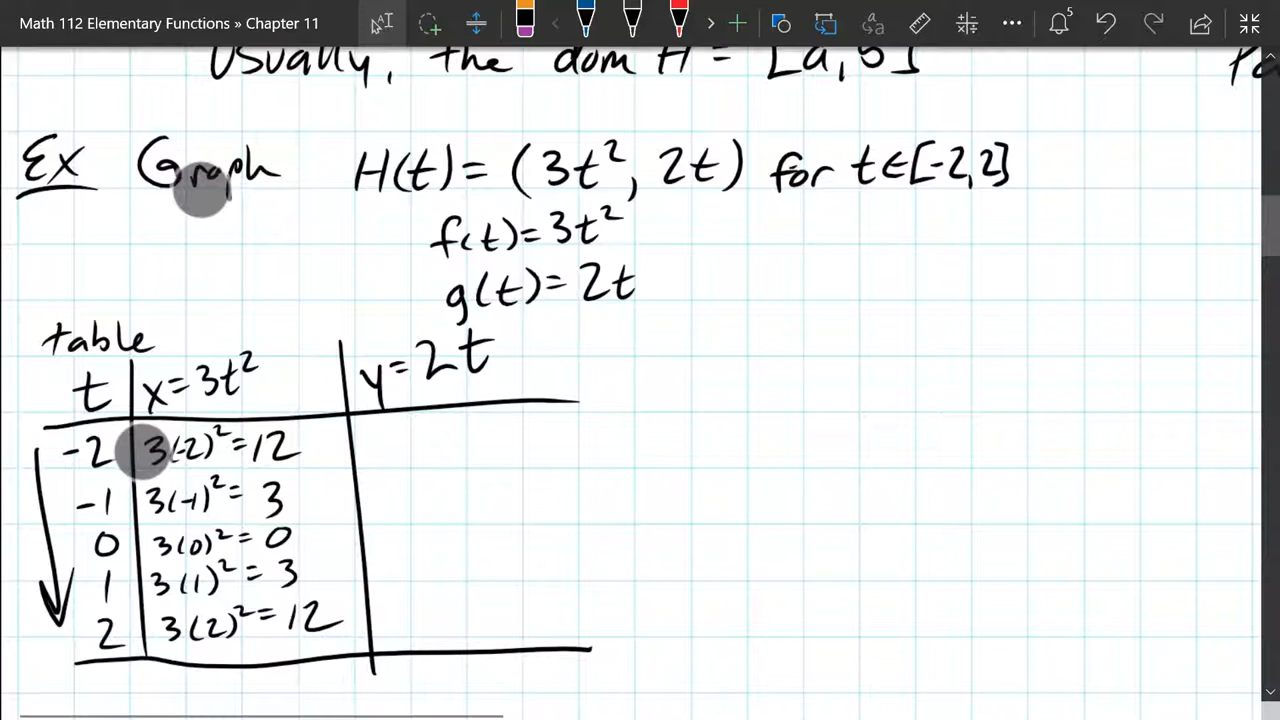 Math 112 Elementary Functions » Chapter 11
5
Usually, the dom H = [a, b]
Ex Graph H(t) = (3t², 2t) for t∈[-2,2]
f(t) = 3t²
g(t) = 2t
table
t x = 3t² y = 2t
-2 3(-2)² = 12
-1 3(-1)² = 3
0 3(0)² = 0
1 3(1)² = 3
2 3(2)² = 12